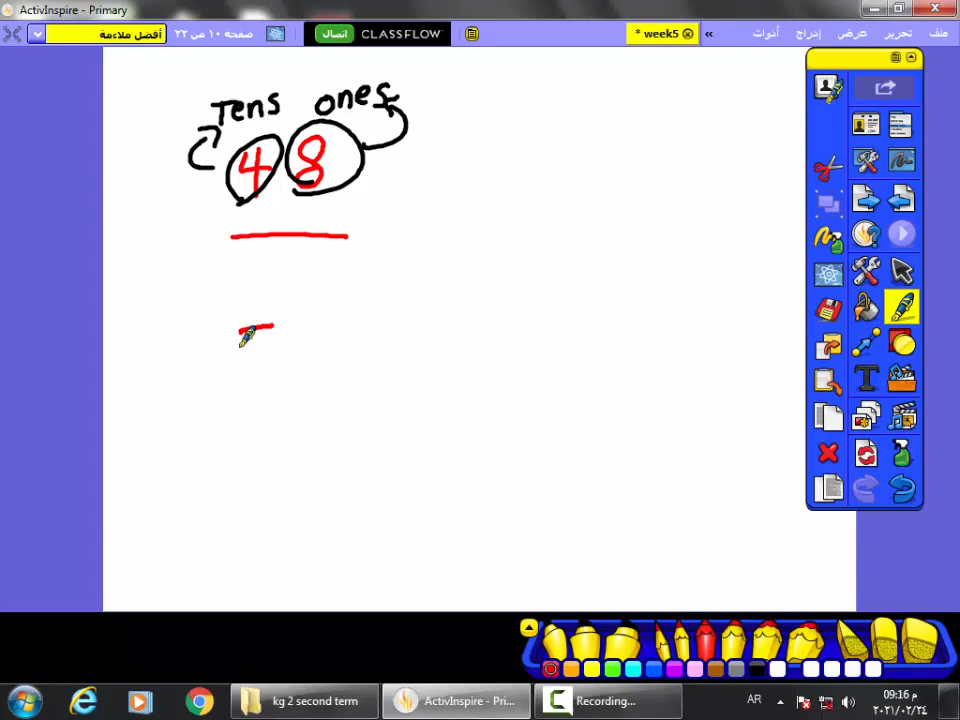 ActivInspire - Primary
أفضل ملاءمة
صفحة ١٠ من ٢٢
اتصال CLASSFLOW
* week5
»
أدوات
إدراج
عرض
تحرير
ملف
Tens ones
48
kg 2 second term
ActivInspire - Pri...
Recording...
AR
09:16 م
٢٠٢١/٠٢/٢٤